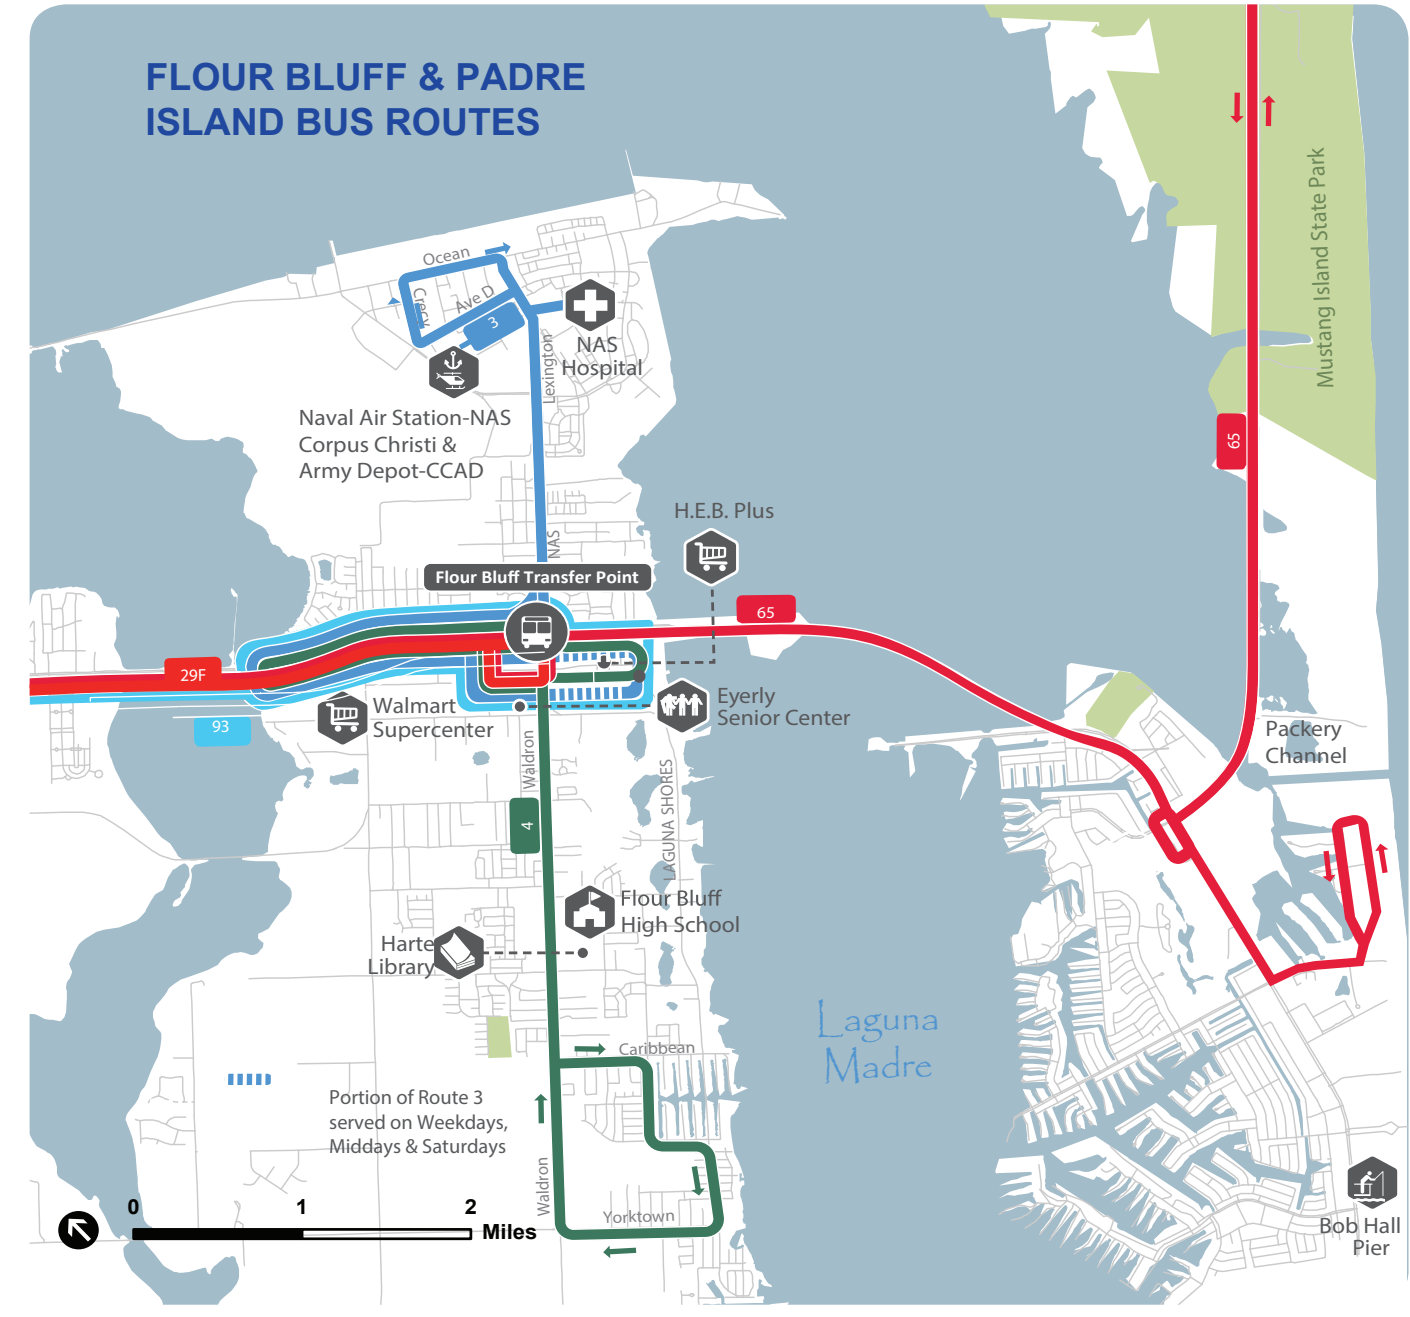 FLOUR BLUFF & PADRE
ISLAND BUS ROUTES
Mustang Island State Park
Ocean
Crecy
Ave D
3
Lexington
NAS
Hospital
Naval Air Station-NAS
Corpus Christi &
Army Depot-CCAD
65
H.E.B. Plus
NAS
Flour Bluff Transfer Point
65
29F
93
Walmart
Supercenter
Eyerly
Senior Center
Packery
Channel
Waldron
LAGUNA SHORES
4
Flour Bluff
High School
Harte
Library
Laguna
Madre
Caribbean
Portion of Route 3
served on Weekdays,
Middays & Saturdays
Waldron
Yorktown
0 1 2
Miles
Bob Hall
Pier